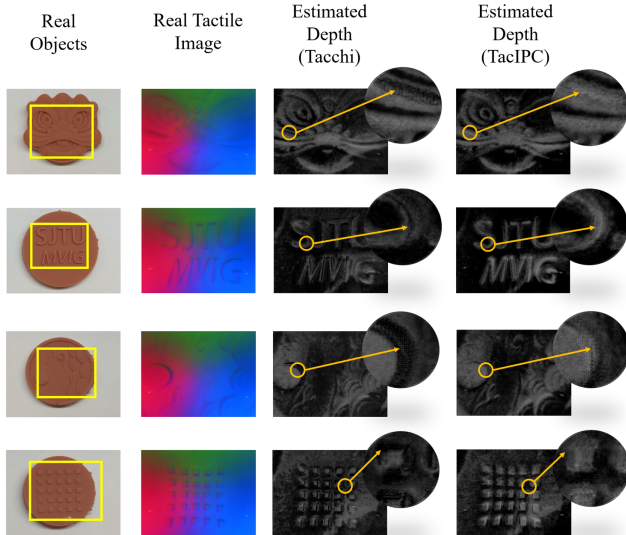 Real
Objects
Real Tactile
Image
Estimated
Depth
(Tacchi)
Estimated
Depth
(TacIPC)
SJTU
MVIG
SJTU
MVIG
SJTU
MVIG
SJTU
MVIG